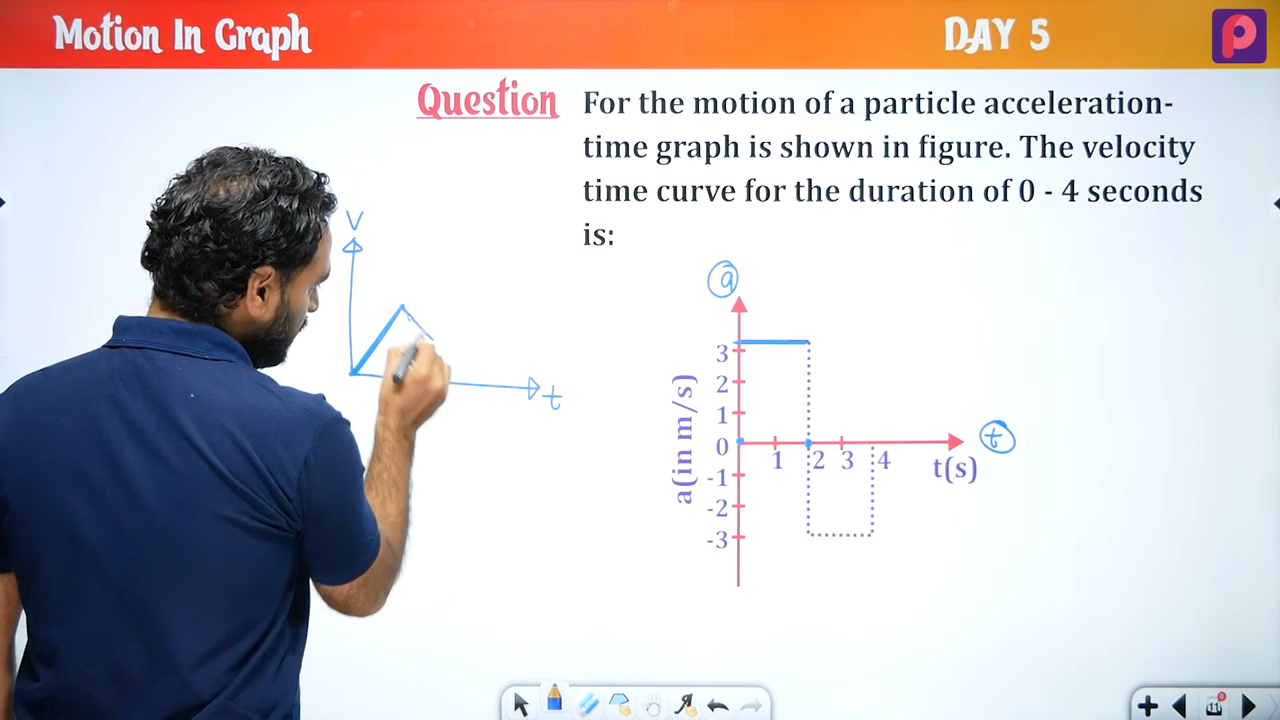 Motion In Graph
DAY 5
Question
For the motion of a particle acceleration-
time graph is shown in figure. The velocity
time curve for the duration of 0 - 4 seconds
is:
V
t
a
3
2
1
0
-1
-2
-3
a(in m/s)
1 2 3 4
t(s)
t
11